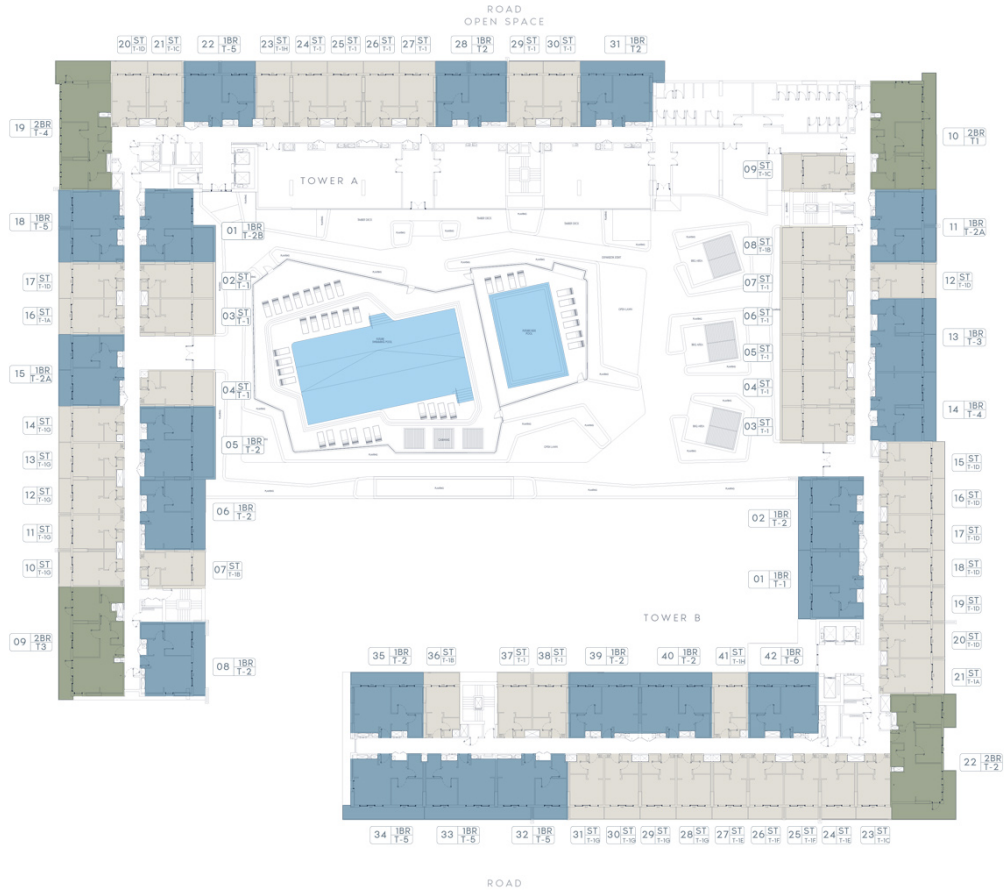 ROAD
OPEN SPACE
20 ST T-1D
21 ST T-1C
22 1BR T-5
23 ST T-1H
24 ST T-1
25 ST T-1
26 ST T-1
27 ST T-1
28 1BR T2
29 ST T-1
30 ST T-1
31 1BR T2
19 2BR T-4
10 2BR T1
TOWER A
09 ST T-1C
18 1BR T-5
01 1BR T-2B
11 1BR T-2A
08 ST T-1B
17 ST T-1D
02 ST T-1
07 ST T-1
12 ST T-1D
16 ST T-1A
03 ST T-1
06 ST T-1
13 1BR T-3
05 ST T-1
15 1BR T-2A
04 ST T-1
04 ST T-1
14 1BR T-4
14 ST T-1G
05 1BR T-2
03 ST T-1
13 ST T-1G
15 ST T-1D
12 ST T-1G
16 ST T-1D
06 1BR T-2
02 1BR T-2
11 ST T-1G
17 ST T-1D
10 ST T-1G
07 ST T-1B
18 ST T-1D
01 1BR T-1
19 ST T-1D
TOWER B
09 2BR T3
20 ST T-1D
08 1BR T-2
35 1BR T-2
36 ST T-1B
37 ST T-1
38 ST T-1
39 1BR T-2
40 1BR T-2
41 ST T-1H
42 1BR T-6
21 ST T-1A
22 2BR T-2
34 1BR T-5
33 1BR T-5
32 1BR T-5
31 ST T-1G
30 ST T-1G
29 ST T-1G
28 ST T-1G
27 ST T-1E
26 ST T-1F
25 ST T-1F
24 ST T-1E
23 ST T-1C
ROAD